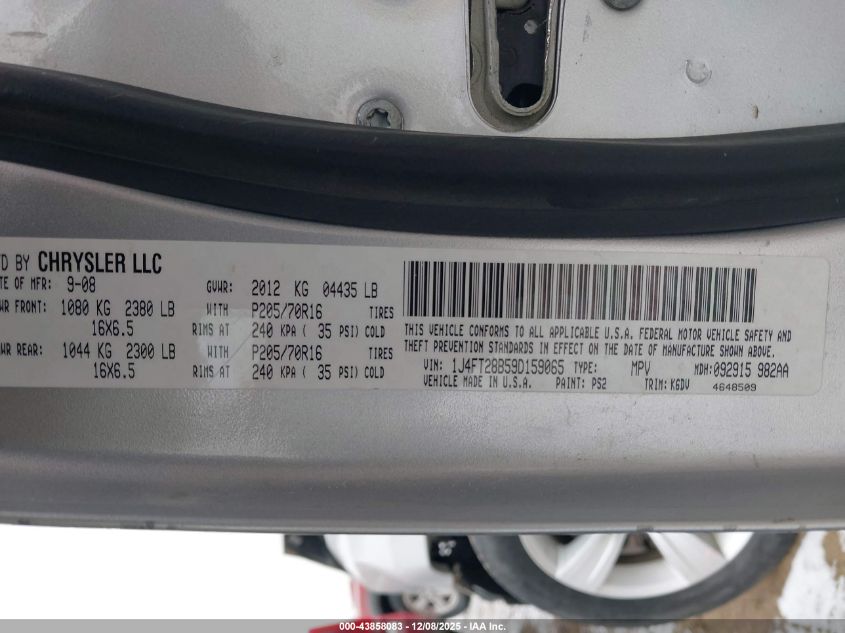 D BY CHRYSLER LLC
TE OF MFR: 9-08 GVWR: 2012 KG 04435 LB
WR FRONT: 1080 KG 2380 LB WITH P205/70R16 TIRES
16X6.5 RIMS AT 240 KPA ( 35 PSI) COLD
WR REAR: 1044 KG 2300 LB WITH P205/70R16 TIRES
16X6.5 RIMS AT 240 KPA ( 35 PSI) COLD
THIS VEHICLE CONFORMS TO ALL APPLICABLE U.S.A. FEDERAL MOTOR VEHICLE SAFETY AND
THEFT PREVENTION STANDARDS IN EFFECT ON THE DATE OF MANUFACTURE SHOWN ABOVE.
VIN: 1J4FT28B59D159065 TYPE: MPV MDH:092915 982AA
VEHICLE MADE IN U.S.A. PAINT: PS2 TRIM: K6DV 4648509
000-43858083 - 12/08/2025 - IAA Inc.